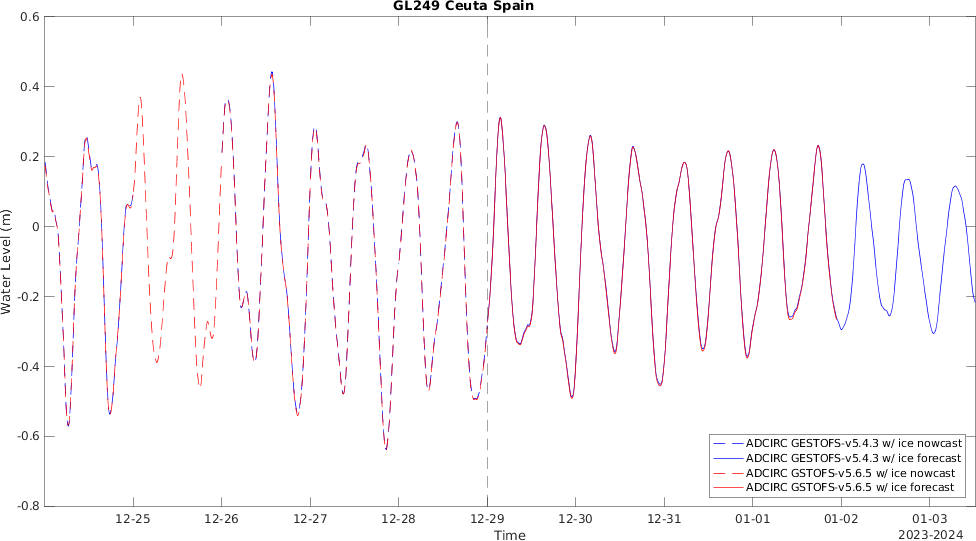 GL249 Ceuta Spain
0.6
0.4
0.2
0
-0.2
-0.4
-0.6
-0.8
Water Level (m)
12-25 12-26 12-27 12-28 12-29 12-30 12-31 01-01 01-02 01-03
Time
2023-2024
ADCIRC GESTOFS-v5.4.3 w/ ice nowcast
ADCIRC GESTOFS-v5.4.3 w/ ice forecast
ADCIRC GSTOFS-v5.6.5 w/ ice nowcast
ADCIRC GSTOFS-v5.6.5 w/ ice forecast